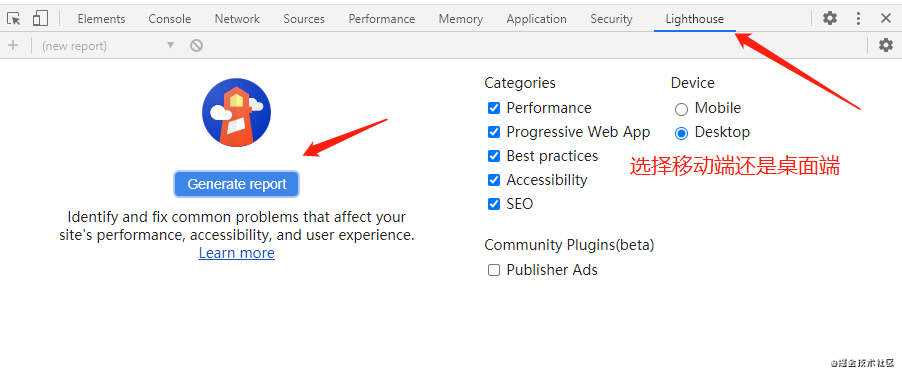 Elements Console Network Sources Performance Memory Application Security Lighthouse
(new report)
Categories Device
Performance Mobile
Progressive Web App Desktop
Best practices
选择移动端还是桌面端
Accessibility
SEO
Generate report
Identify and fix common problems that affect your
site's performance, accessibility, and user experience.
Learn more
Community Plugins(beta)
Publisher Ads
@掘金技术社区